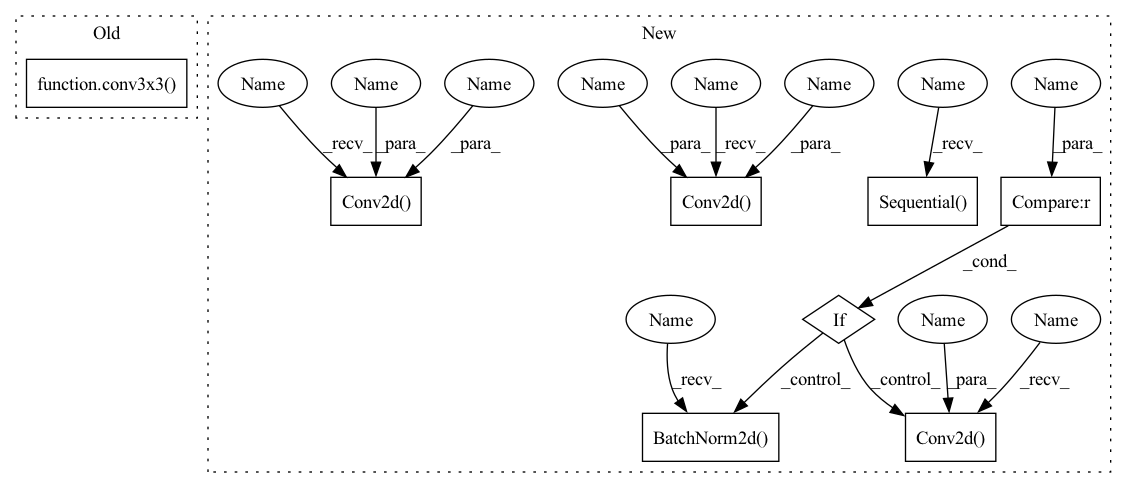 Old
New
function.conv3x3()
Name
Name
Name
Name
Name
Name
Name
Name
_recv_
_para_
_para_
_para_
_recv_
_para_
_recv_
_para_
Conv2d()
Conv2d()
Sequential()
Compare:r
_cond_
Name
If
Name
Name
_recv_
_control_
_control_
_para_
_recv_
BatchNorm2d()
Conv2d()